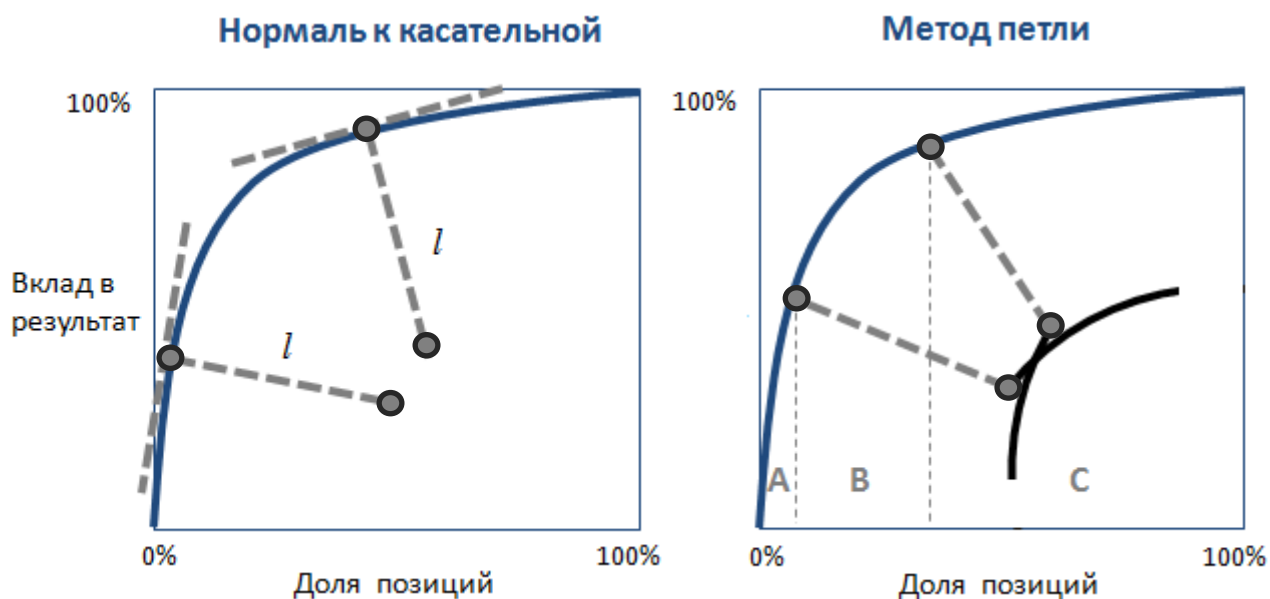 Нормаль к касательной
100%
l
l
Вклад в
результат
0%
100%
Доля позиций
Метод петли
100%
A
B
C
0%
100%
Доля позиций